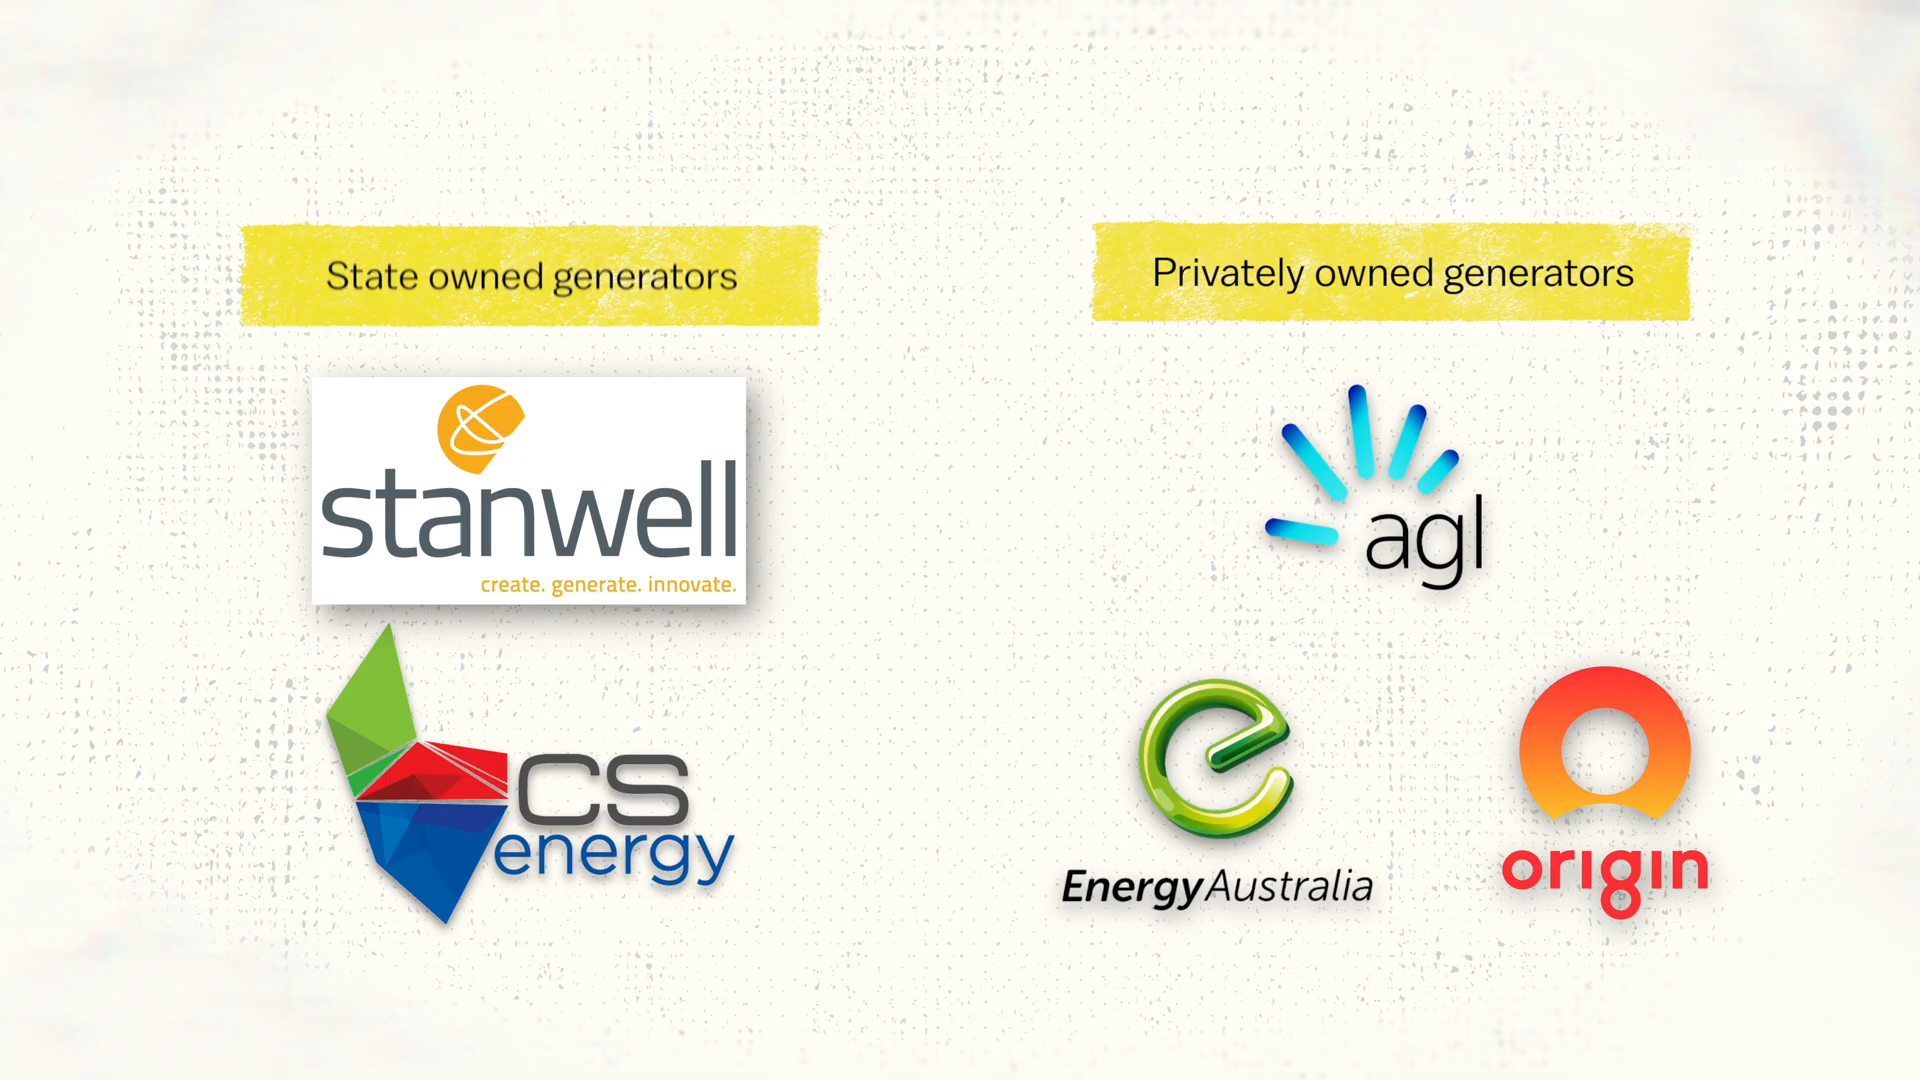 State owned generators
stanwell
create. generate. innovate.
CS
energy
Privately owned generators
agl
EnergyAustralia
origin